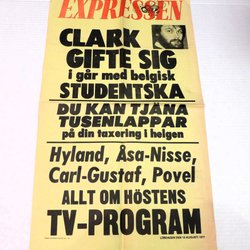 EXPRESSEN
CLARK
GIFTE SIG
i går med belgisk
STUDENTSKA
DU KAN TJÄNA
TUSENLAPPAR
på din taxering i helgen
Hyland, Åsa-Nisse,
Carl-Gustaf, Povel
ALLT OM HÖSTENS
TV-PROGRAM